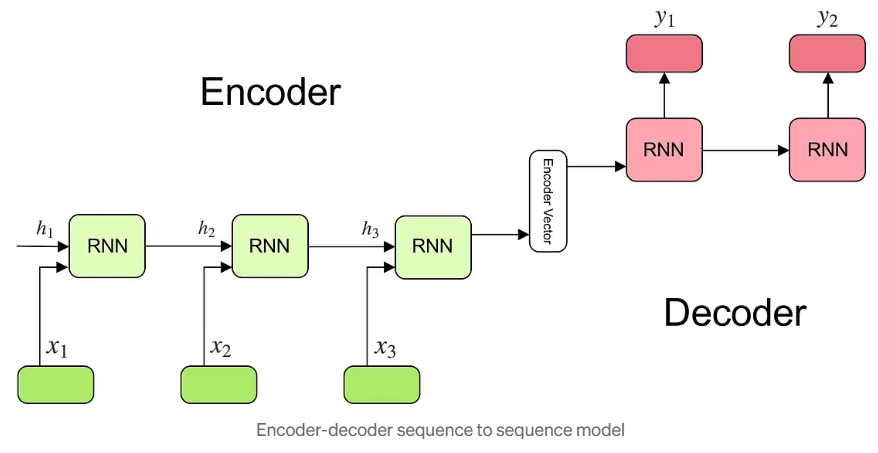 y1
y2
Encoder
RNN
RNN
Encoder Vector
h1
RNN
h2
RNN
h3
RNN
Decoder
x1
x2
x3
Encoder-decoder sequence to sequence model